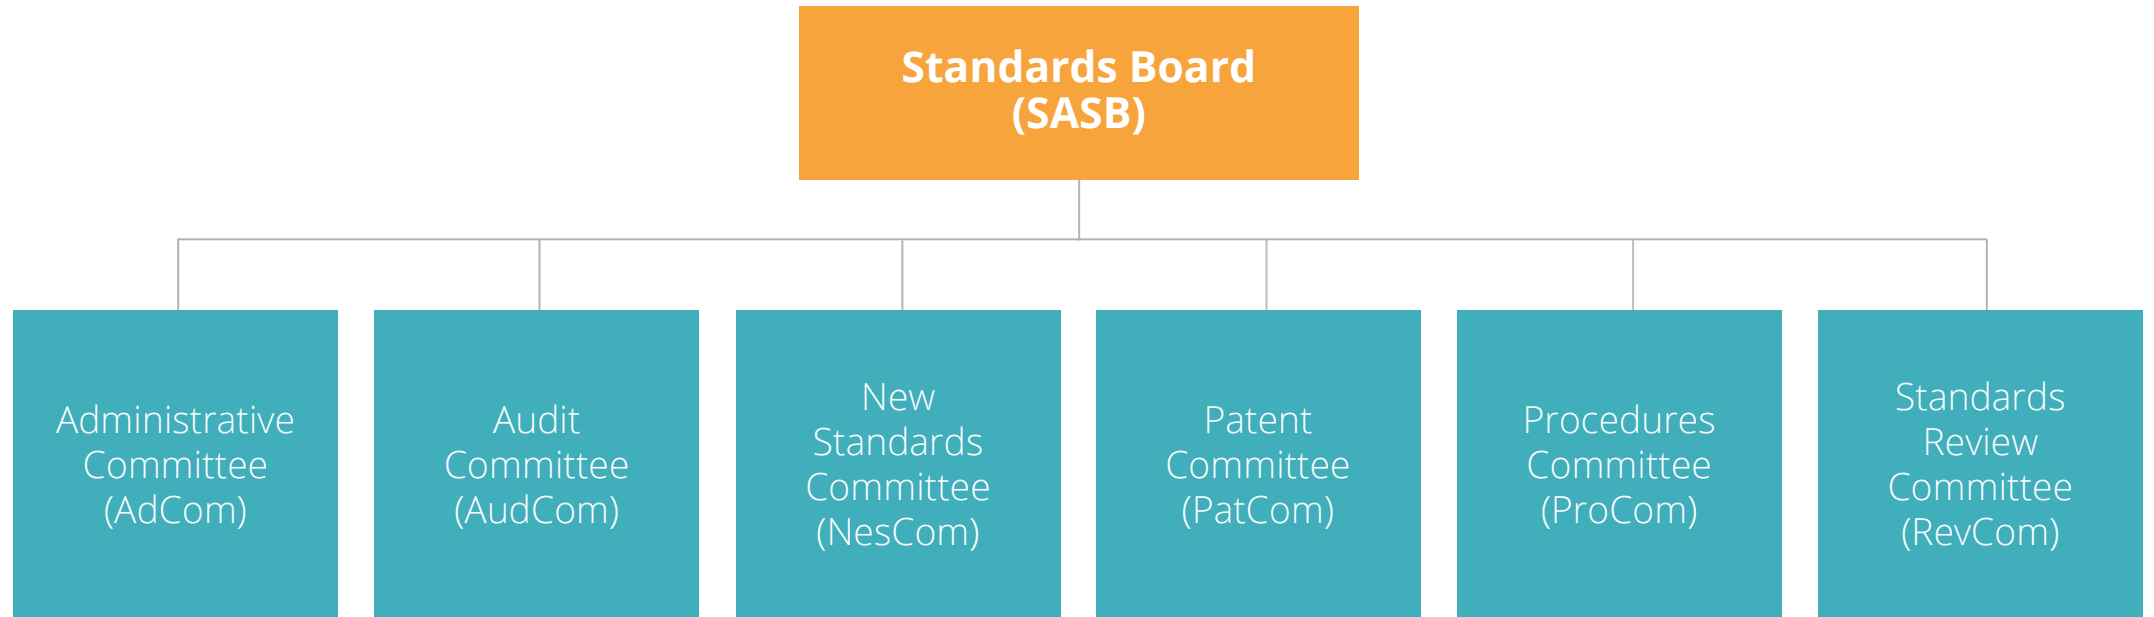 Standards Board
(SASB)
Administrative
Committee
(AdCom)
Audit
Committee
(AudCom)
New
Standards
Committee
(NesCom)
Patent
Committee
(PatCom)
Procedures
Committee
(ProCom)
Standards
Review
Committee
(RevCom)